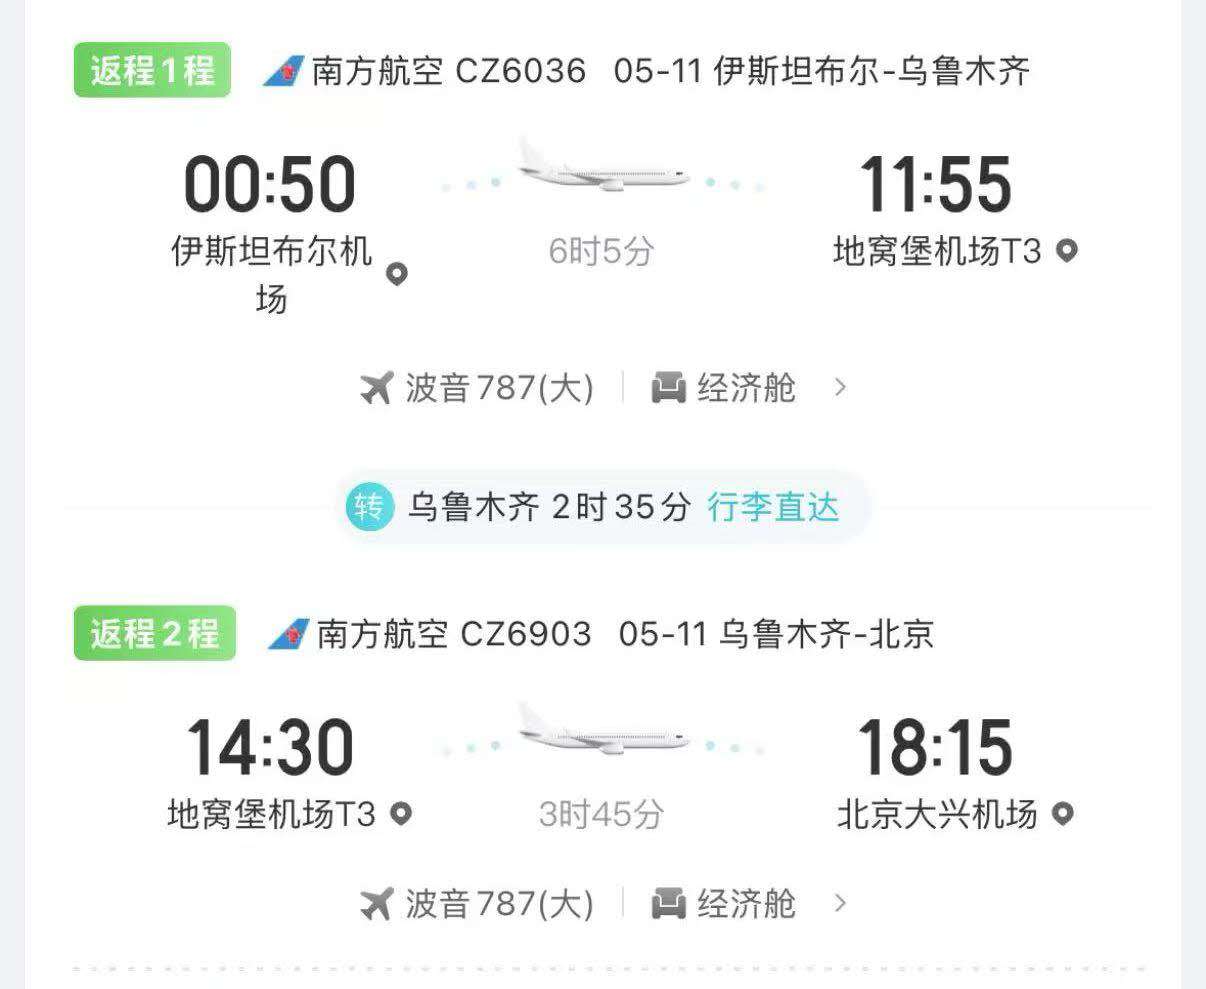 返程1程 南方航空 CZ6036 05-11 伊斯坦布尔-乌鲁木齐
00:50 11:55
伊斯坦布尔机场 6时5分 地窝堡机场T3
波音787(大) 经济舱 >
转 乌鲁木齐 2时35分 行李直达
返程2程 南方航空 CZ6903 05-11 乌鲁木齐-北京
14:30 18:15
地窝堡机场T3 3时45分 北京大兴机场
波音787(大) 经济舱 >